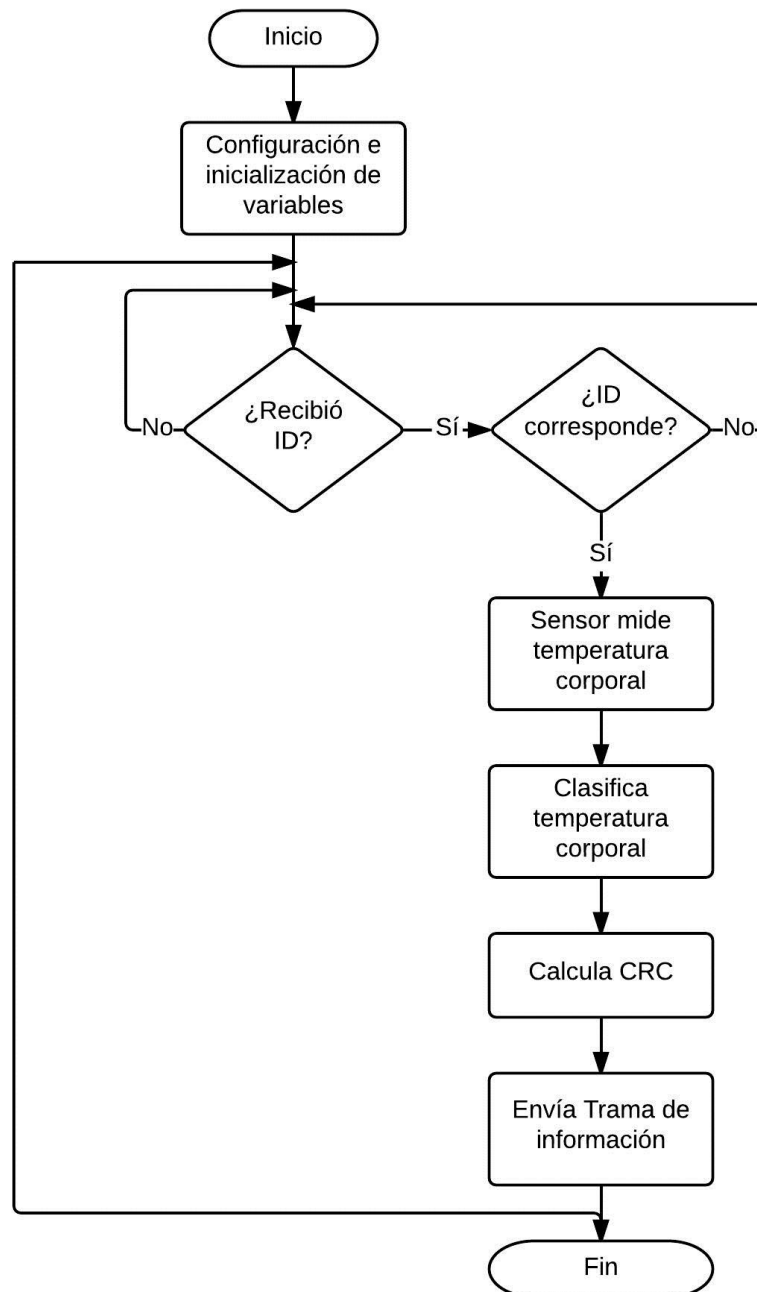 Inicio
Configuración e
inicialización de
variables
¿Recibió
ID?
No
Sí
¿ID
corresponde?
No
Sí
Sensor mide
temperatura
corporal
Clasifica
temperatura
corporal
Calcula CRC
Envía Trama de
información
Fin